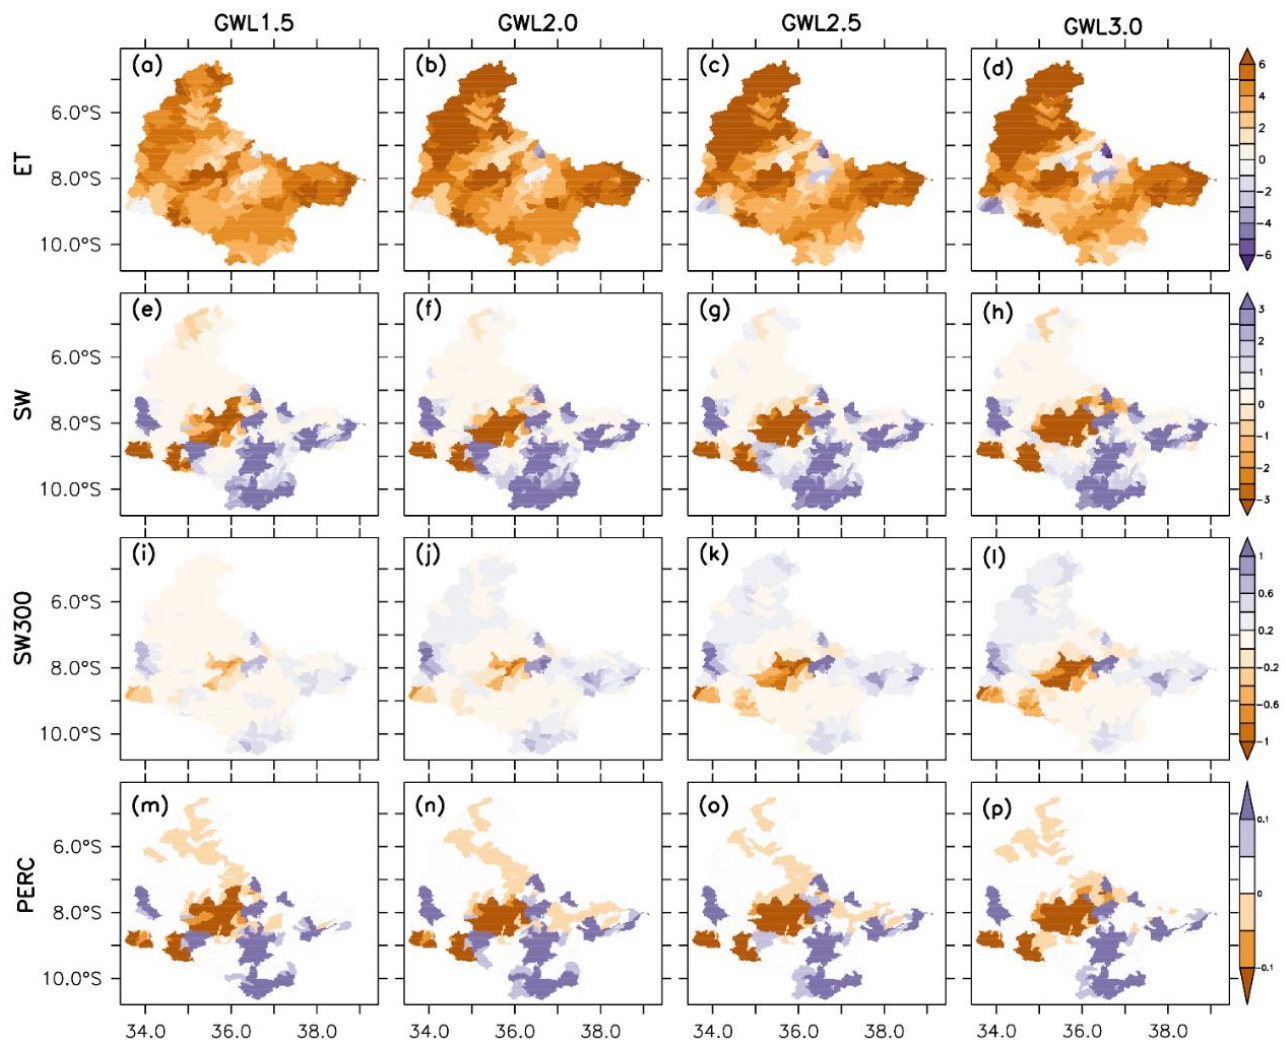 GWL1.5 GWL2.0 GWL2.5 GWL3.0
(a) (b) (c) (d)
ET
6.0°S
8.0°S
10.0°S
6
4
2
0
−2
−4
−6
(e) (f) (g) (h)
SW
6.0°S
8.0°S
10.0°S
3
2
1
0
−1
−2
−3
(i) (j) (k) (l)
SW300
6.0°S
8.0°S
10.0°S
1
0.6
0.2
−0.2
−0.6
−1
(m) (n) (o) (p)
PERC
6.0°S
8.0°S
10.0°S
0.1
0
−0.1
34.0 36.0 38.0 34.0 36.0 38.0 34.0 36.0 38.0 34.0 36.0 38.0